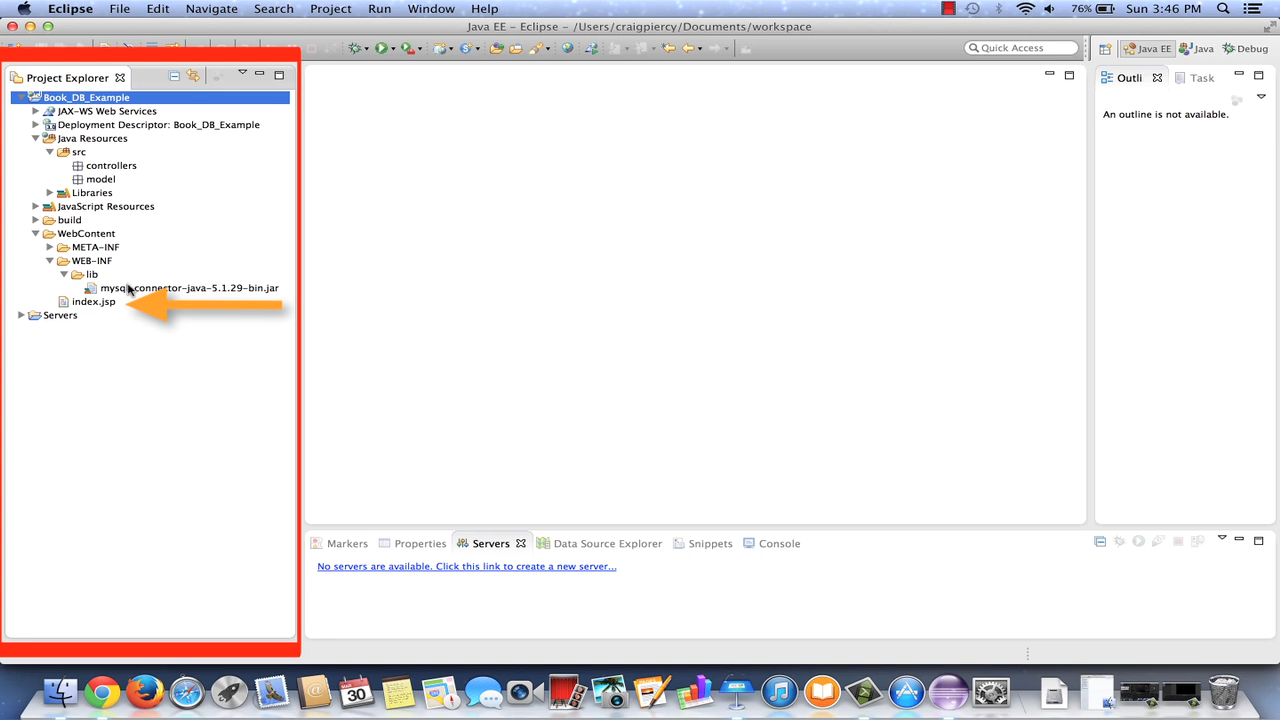 Eclipse File Edit Navigate Search Project Run Window Help 76% Sun 3:46 PM
Java EE - Eclipse - /Users/craigpiercy/Documents/workspace
Quick Access Java EE Java Debug
Project Explorer
Book_DB_Example
JAX-WS Web Services
Deployment Descriptor: Book_DB_Example
Java Resources
src
controllers
model
Libraries
JavaScript Resources
build
WebContent
META-INF
WEB-INF
lib
mysql-connector-java-5.1.29-bin.jar
index.jsp
Servers
Outli Task
An outline is not available.
Markers Properties Servers Data Source Explorer Snippets Console
No servers are available. Click this link to create a new server...
30